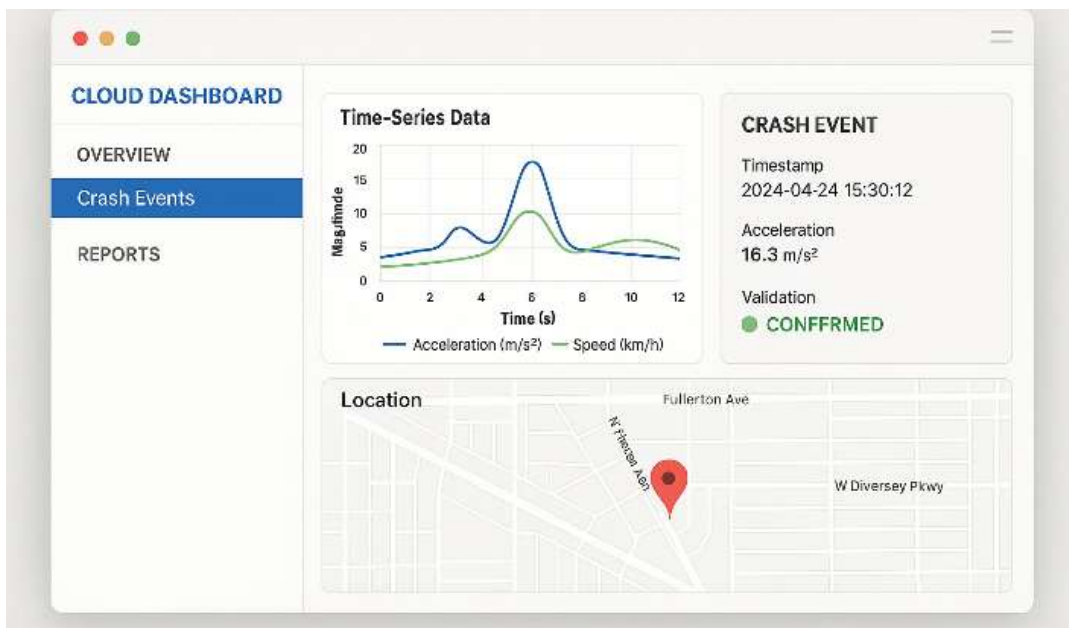 CLOUD DASHBOARD
OVERVIEW
Crash Events
REPORTS
Time-Series Data
20
15
10
5
0
0 2 4 6 8 10 12
Time (s)
Acceleration (m/s²) Speed (km/h)
CRASH EVENT
Timestamp
2024-04-24 15:30:12
Acceleration
16.3 m/s²
Validation
CONFFRMED
Location
Fullerton Ave
W Diversey Pkwy